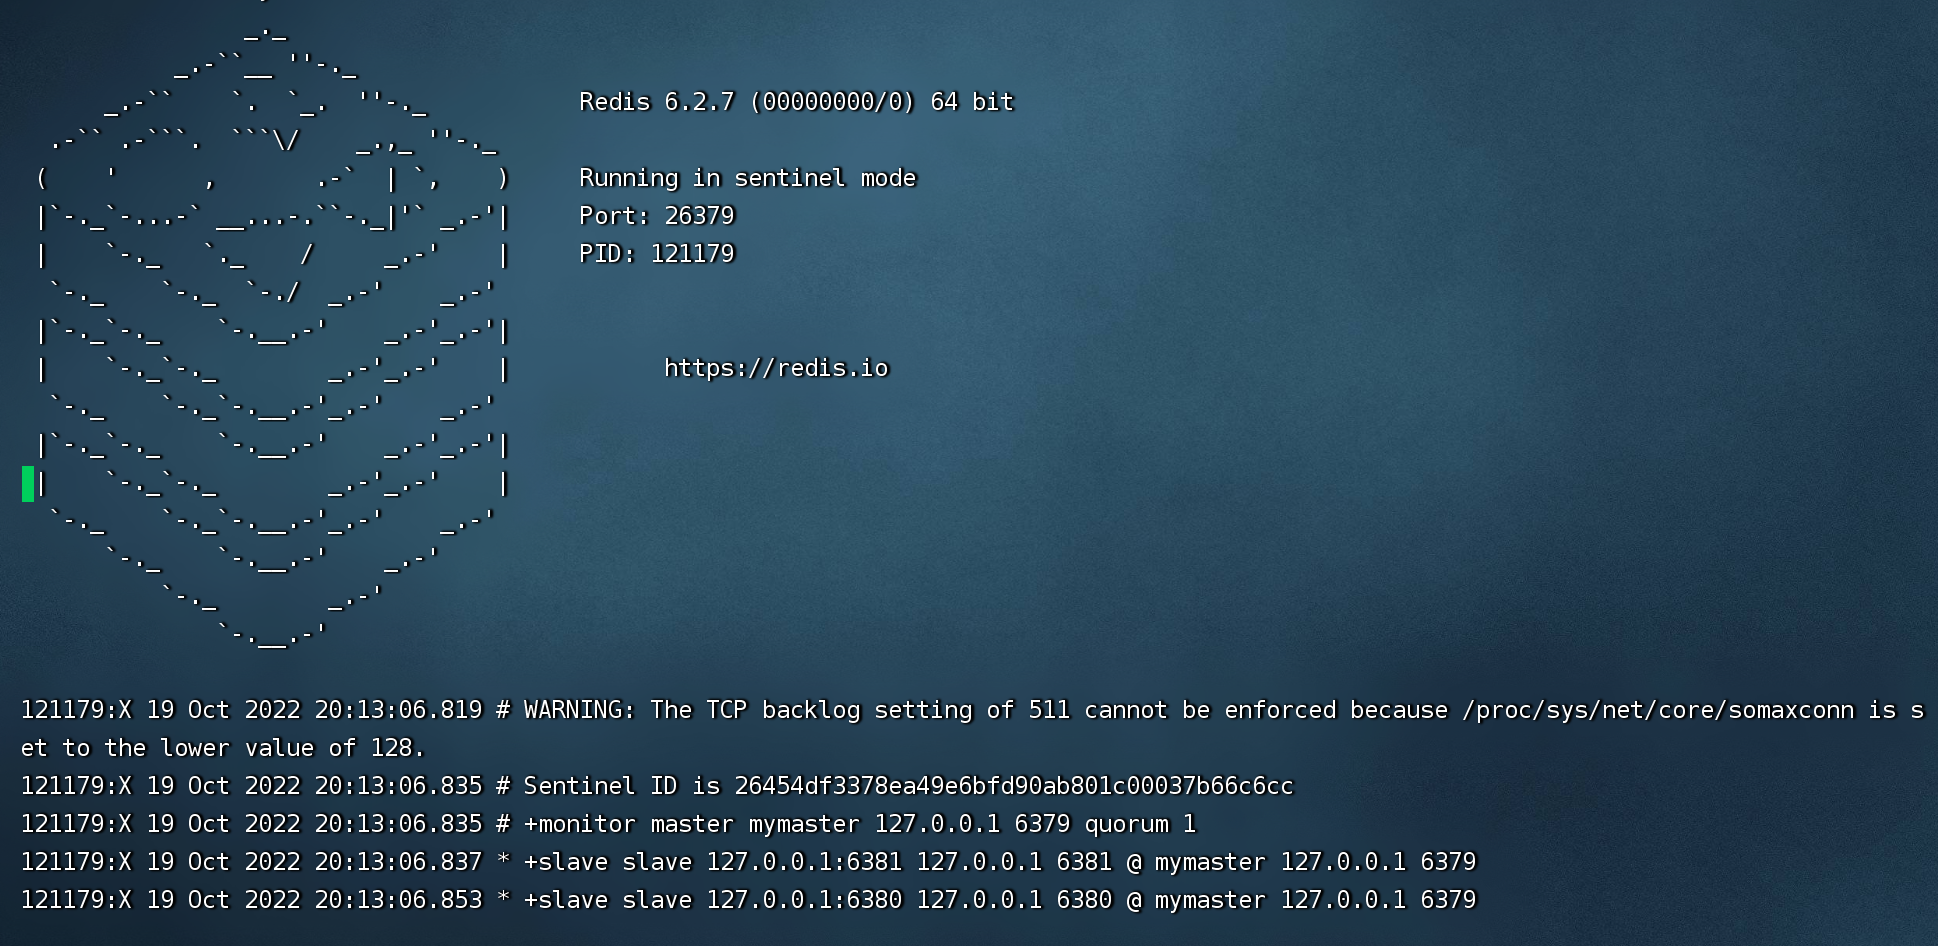 Redis 6.2.7 (00000000/0) 64 bit
Running in sentinel mode
Port: 26379
PID: 121179
https://redis.io
121179:X 19 Oct 2022 20:13:06.819 # WARNING: The TCP backlog setting of 511 cannot be enforced because /proc/sys/net/core/somaxconn is s
et to the lower value of 128.
121179:X 19 Oct 2022 20:13:06.835 # Sentinel ID is 26454df3378ea49e6bfd90ab801c00037b66c6cc
121179:X 19 Oct 2022 20:13:06.835 # +monitor master mymaster 127.0.0.1 6379 quorum 1
121179:X 19 Oct 2022 20:13:06.837 * +slave slave 127.0.0.1:6381 127.0.0.1 6381 @ mymaster 127.0.0.1 6379
121179:X 19 Oct 2022 20:13:06.853 * +slave slave 127.0.0.1:6380 127.0.0.1 6380 @ mymaster 127.0.0.1 6379